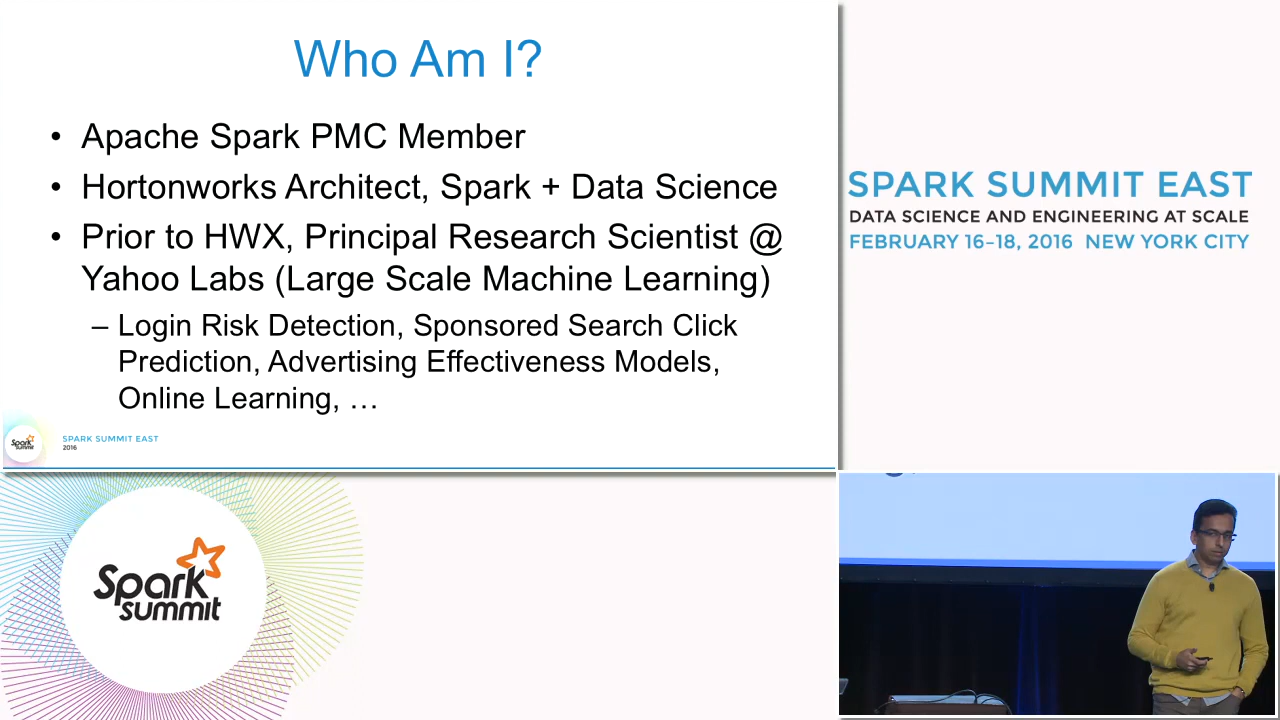 Who Am I?
• Apache Spark PMC Member
• Hortonworks Architect, Spark + Data Science
• Prior to HWX, Principal Research Scientist @
Yahoo Labs (Large Scale Machine Learning)
– Login Risk Detection, Sponsored Search Click
Prediction, Advertising Effectiveness Models,
Online Learning, …
Spark
summit
SPARK SUMMIT EAST
2016
SPARK SUMMIT EAST
DATA SCIENCE AND ENGINEERING AT SCALE
FEBRUARY 16–18, 2016 NEW YORK CITY
Spark
summit